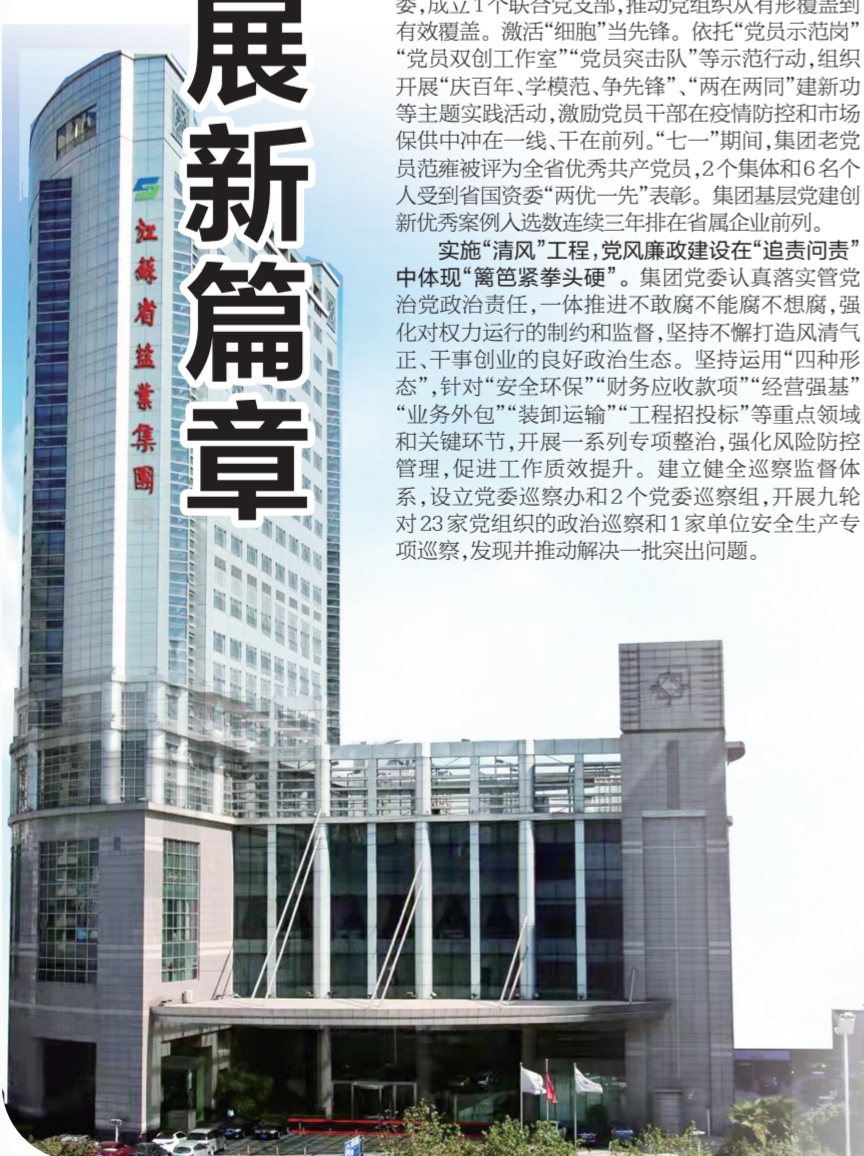 展新篇章
江蘇省盐業集團
委,成立1个联合党支部,推动党组织从有形覆盖到
有效覆盖。激活“细胞”当先锋。依托“党员示范岗”
“党员双创工作室”“党员突击队”等示范行动,组织
开展“庆百年、学模范、争先锋”、“两在两同”建新功
等主题实践活动,激励党员干部在疫情防控和市场
保供中冲在一线、干在前列。“七一”期间,集团老党
员范雍被评为全省优秀共产党员,2个集体和6名个
人受到省国资委“两优一先”表彰。集团基层党建创
新优秀案例入选数连续三年排在省属企业前列。
实施“清风”工程,党风廉政建设在“追责问责”
中体现“篱笆紧拳头硬”。集团党委认真落实管党
治党政治责任,一体推进不敢腐不能腐不想腐,强
化对权力运行的制约和监督,坚持不懈打造风清气
正、干事创业的良好政治生态。坚持运用“四种形
态”,针对“安全环保”“财务应收款项”“经营强基”
“业务外包”“装卸运输”“工程招投标”等重点领域
和关键环节,开展一系列专项整治,强化风险防控
管理,促进工作质效提升。建立健全巡察监督体
系,设立党委巡察办和2个党委巡察组,开展九轮
对23家党组织的政治巡察和1家单位安全生产专
项巡察,发现并推动解决一批突出问题。